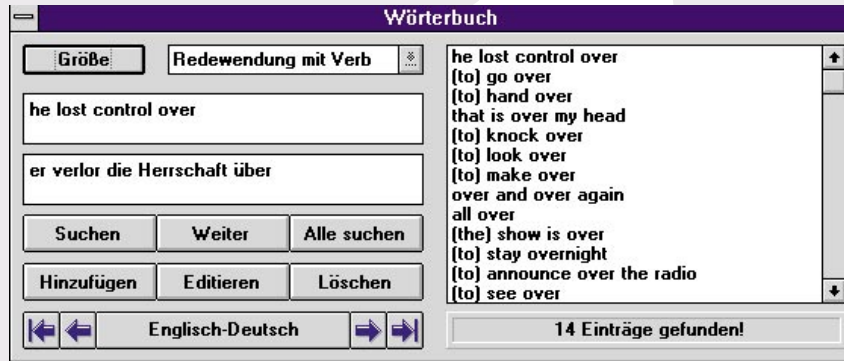 Wörterbuch
Größe
Redewendung mit Verb
he lost control over
er verlor die Herrschaft über
Suchen
Weiter
Alle suchen
Hinzufügen
Editieren
Löschen
Englisch-Deutsch
he lost control over
(to) go over
(to) hand over
that is over my head
(to) knock over
(to) look over
(to) make over
over and over again
all over
(the) show is over
(to) stay overnight
(to) announce over the radio
(to) see over
14 Einträge gefunden!